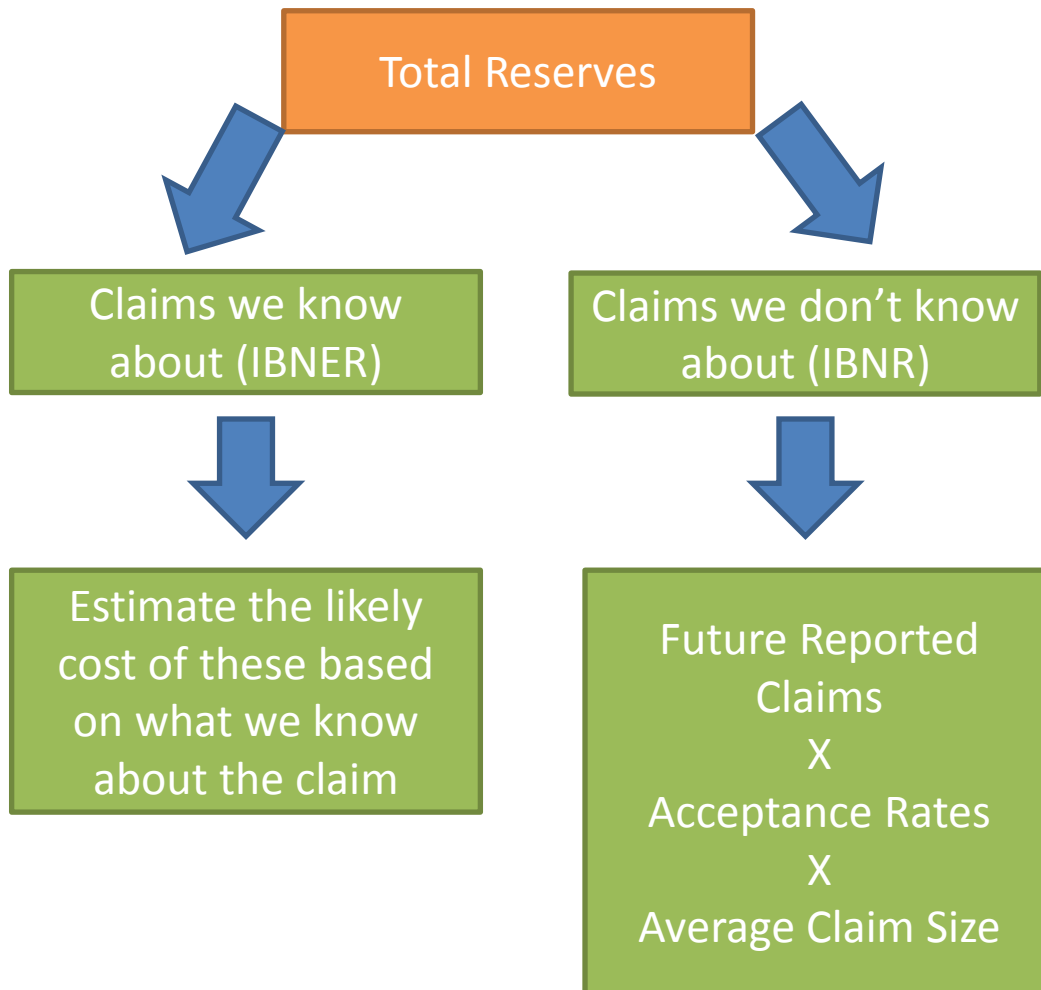 Total Reserves
Claims we know
about (IBNER)
Claims we don’t know
about (IBNR)
Estimate the likely
cost of these based
on what we know
about the claim
Future Reported
Claims
X
Acceptance Rates
X
Average Claim Size